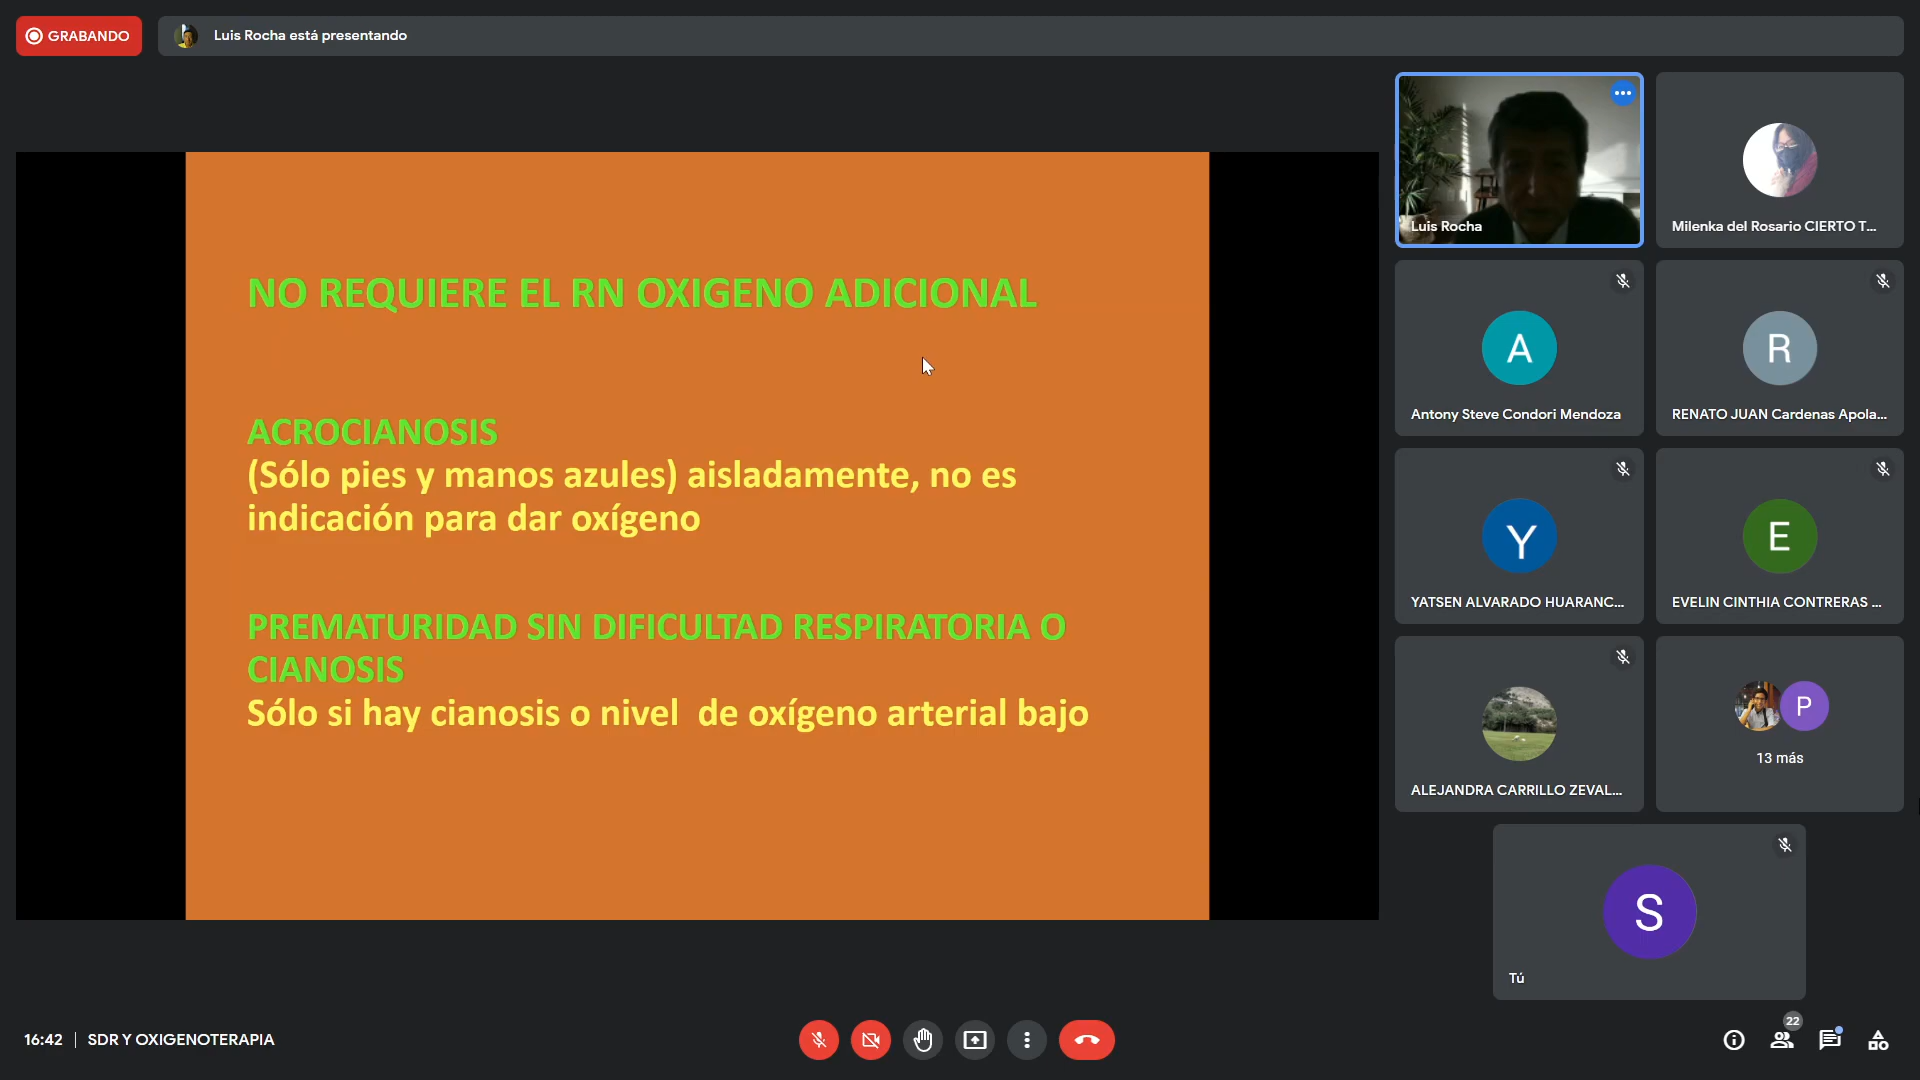 GRABANDO
Luis Rocha está presentando
NO REQUIERE EL RN OXIGENO ADICIONAL
ACROCIANOSIS
(Sólo pies y manos azules) aisladamente, no es
indicación para dar oxígeno
PREMATURIDAD SIN DIFICULTAD RESPIRATORIA O
CIANOSIS
Sólo si hay cianosis o nivel de oxígeno arterial bajo
Luis Rocha
Milenka del Rosario CIERTO T...
A
Antony Steve Condori Mendoza
R
RENATO JUAN Cardenas Apola...
Y
YATSEN ALVARADO HUARANC...
E
EVELIN CINTHIA CONTRERAS ...
ALEJANDRA CARRILLO ZEVAL...
P
13 más
S
Tú
16:42 | SDR Y OXIGENOTERAPIA
22